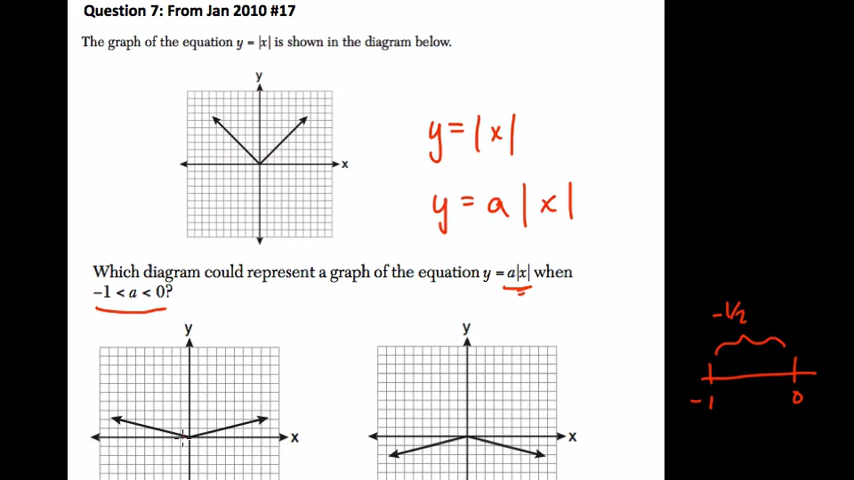 Question 7: From Jan 2010 #17
The graph of the equation y = |x| is shown in the diagram below.
y
x
y = |x|
y = a|x|
Which diagram could represent a graph of the equation y = a|x| when
−1 < a < 0?
-1/2
-1 0
y
x
y
x